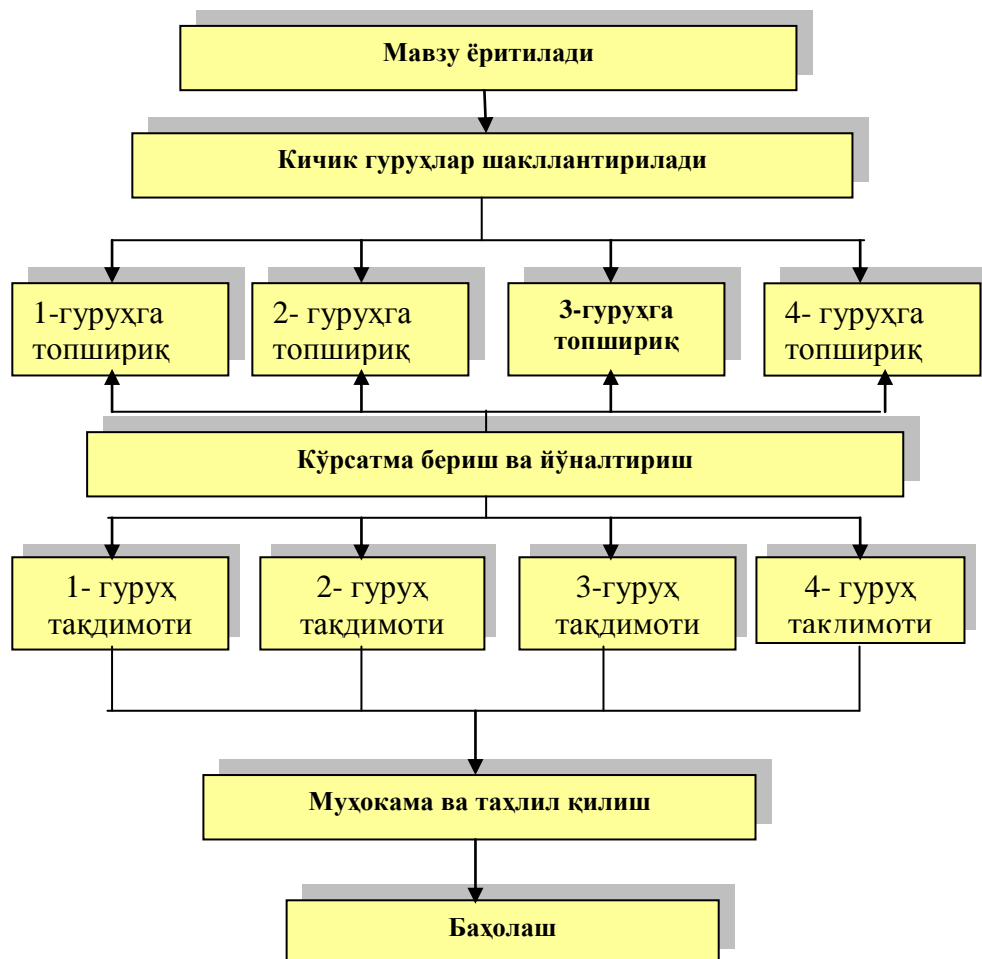 Мавзу ёритилади
Кичик гуруҳлар шакллантирилади
1-гуруҳга
топшириқ
2- гуруҳга
топшириқ
3-гуруҳга
топшириқ
4- гуруҳга
топшириқ
Кўрсатма бериш ва йўналтириш
1- гуруҳ
тақдимоти
2- гуруҳ
тақдимоти
3-гуруҳ
тақдимоти
4- гуруҳ
тақдимоти
Муҳокама ва таҳлил қилиш
Баҳолаш